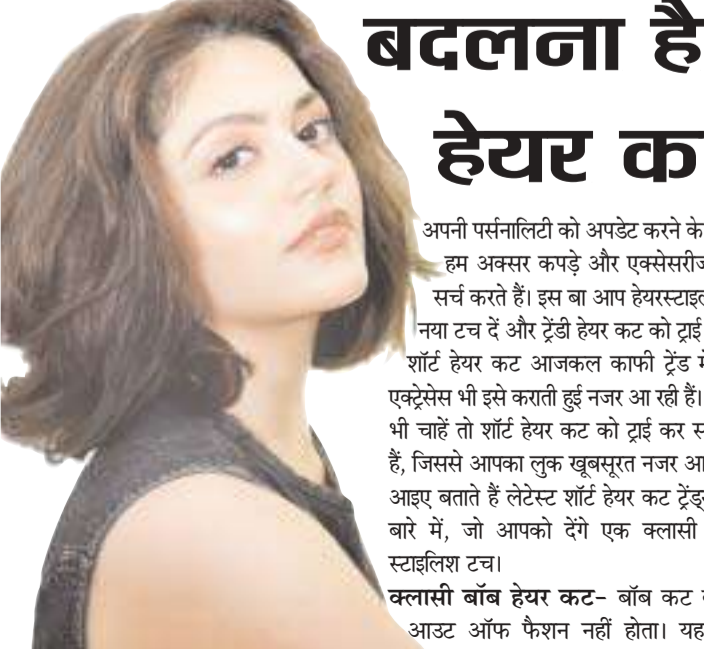 बदलना है
हेयर क
अपनी पर्सनालिटी को अपडेट करने के
हम अक्सर कपड़े और एक्सेसरीज
सर्च करते हैं। इस बा आप हेयरस्टाइल
नया टच दें और ट्रेंडी हेयर कट को ट्राई
शॉर्ट हेयर कट आजकल काफी ट्रेंड में
एक्ट्रेसेस भी इसे कराती हुई नजर आ रही हैं।
भी चाहें तो शॉर्ट हेयर कट को ट्राई कर स
हैं, जिससे आपका लुक खूबसूरत नजर आ
आइए बताते हैं लेटेस्ट शॉर्ट हेयर कट ट्रेंड्स
बारे में, जो आपको देंगे एक क्लासी
स्टाइलिश टच।
क्लासी बॉब हेयर कट- बॉब कट
आउट ऑफ फैशन नहीं होता। यह